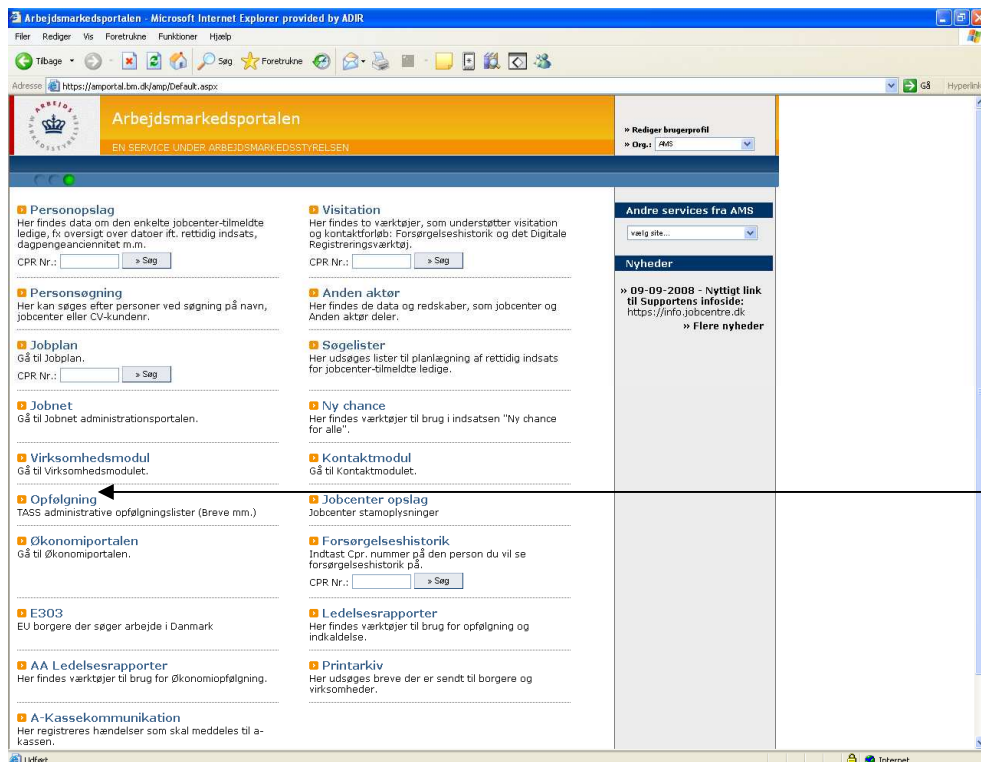 Arbejdsmarkedsportalen - Microsoft Internet Explorer provided by ADIR
Filer Rediger Vis Foretrukne Funktioner Hjælp
Tilbage Søg Foretrukne
Adresse https://amportal.bm.dk/amp/Default.aspx Gå Hyperlink
ARBEJDSMARKEDSSTYRELSEN
Arbejdsmarkedsportalen
EN SERVICE UNDER ARBEJDSMARKEDSSTYRELSEN
» Rediger brugerprofil
» Org.: AMS
Personopslag
Her findes data om den enkelte jobcenter-tilmeldte
ledige, fx oversigt over datoer ift. rettidig indsats,
dagpengeanciennitet m.m.
CPR Nr.: » Søg
Visitation
Her findes to værktøjer, som understøtter visitation
og kontaktforløb: Forsørgelseshistorik og det Digitale
Registreringsværktøj.
CPR Nr.: » Søg
Personsøgning
Her kan søges efter personer ved søgning på navn,
jobcenter eller CV-kundenr.
Anden aktør
Her findes de data og redskaber, som jobcenter og
Anden aktør deler.
Jobplan
Gå til Jobplan.
CPR Nr.: » Søg
Søgelister
Her udsøges lister til planlægning af rettidig indsats
for jobcenter-tilmeldte ledige.
Jobnet
Gå til Jobnet administrationsportalen.
Ny chance
Her findes værktøjer til brug i indsatsen "Ny chance
for alle".
Virksomhedsmodul
Gå til Virksomhedsmodulet.
Kontaktmodul
Gå til Kontaktmodulet.
Opfølgning
TASS administrative opfølgningslister (Breve mm.)
Jobcenter opslag
Jobcenter stamoplysninger
Økonomiportalen
Gå til Økonomiportalen.
Forsørgelseshistorik
Indtast Cpr. nummer på den person du vil se
forsørgelseshistorik på.
CPR Nr.: » Søg
E303
EU borgere der søger arbejde i Danmark
Ledelsesrapporter
Her findes værktøjer til brug for opfølgning og
indkaldelse.
AA Ledelsesrapporter
Her findes værktøjer til brug for Økonomiopfølgning.
Printarkiv
Her udsøges breve der er sendt til borgere og
virksomheder.
A-Kassekommunikation
Her registreres hændelser som skal meddeles til a-
kassen.
Andre services fra AMS
vælg site...
Nyheder
» 09-09-2008 - Nyttigt link
til Supportens infoside:
https://info.jobcentre.dk
» Flere nyheder
Udført Internet